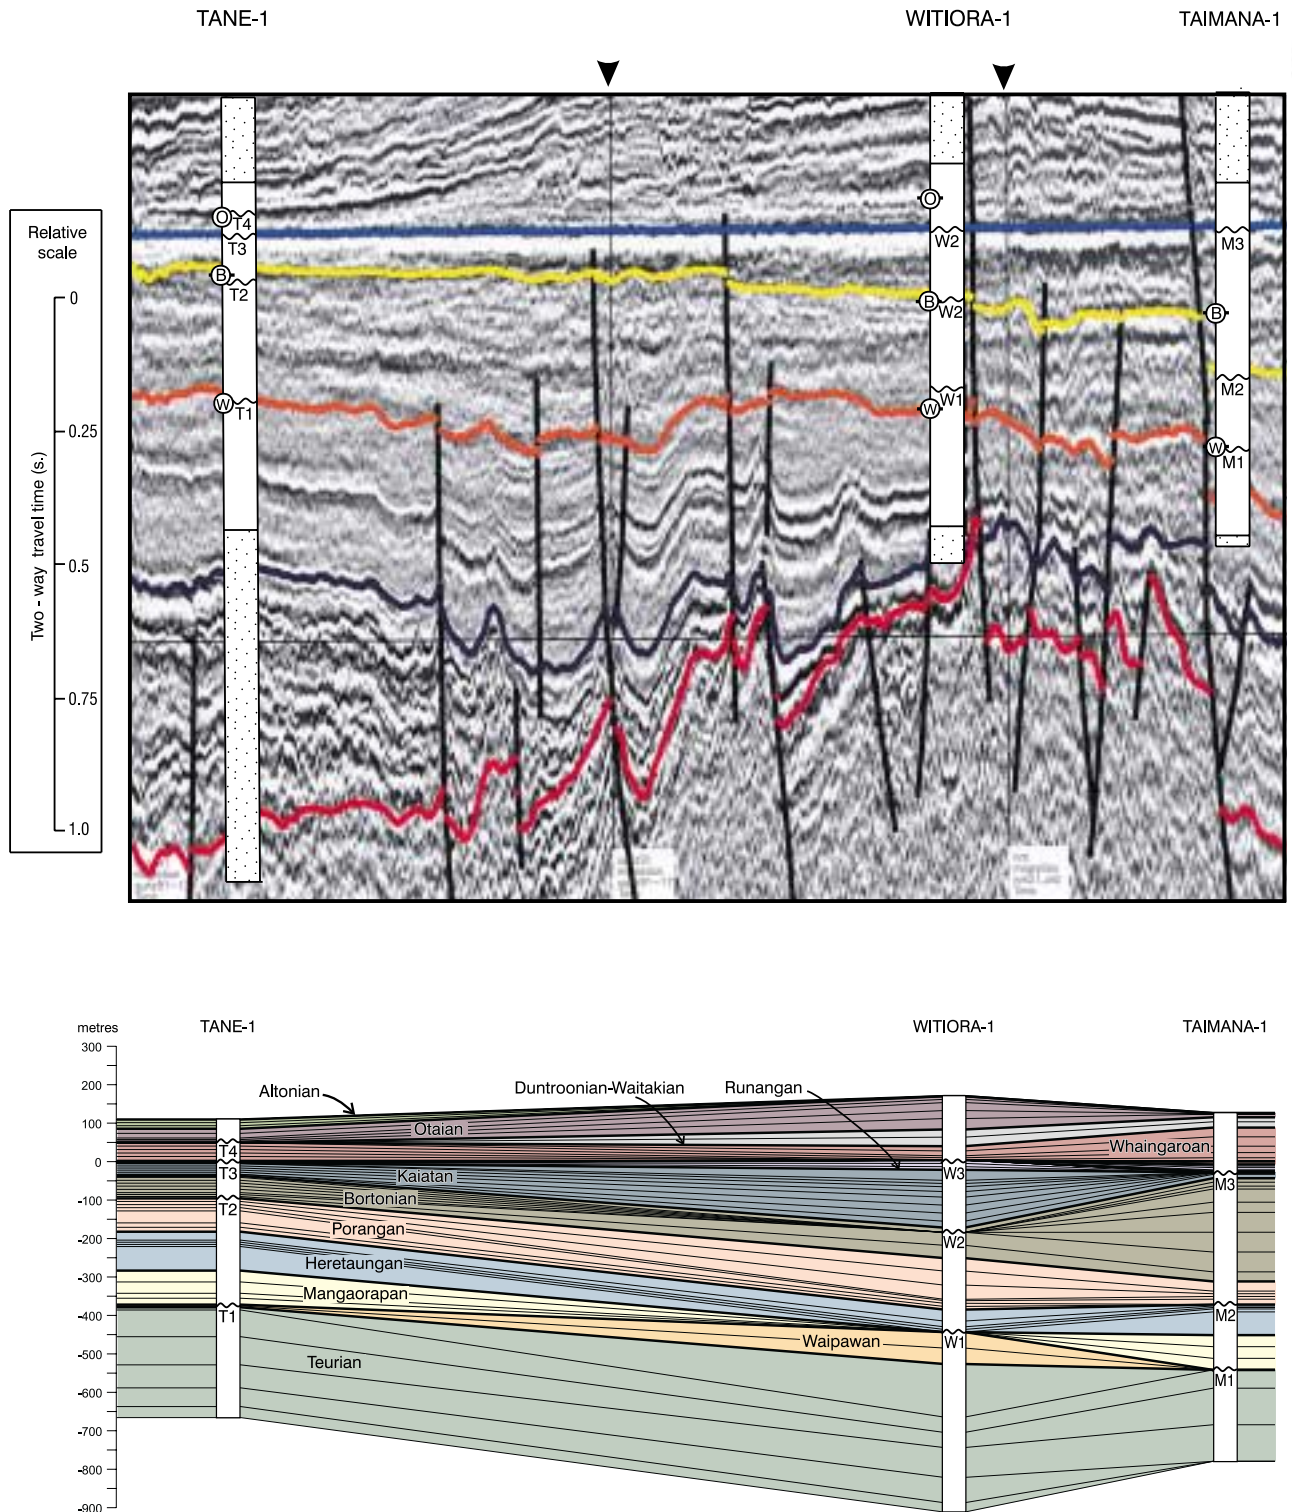 TANE-1
WITIORA-1
TAIMANA-1
Relative
scale
0
0.25
0.5
0.75
1.0
Two - way travel time (s.)
O
T4
T3
B
T2
W
T1
O
W2
B
W2
W1
W
M3
B
M2
W
M1
metres
TANE-1
WITIORA-1
TAIMANA-1
300
200
100
0
-100
-200
-300
-400
-500
-600
-700
-800
-900
Altonian
Duntroonian-Waitakian
Runangan
Otaian
Whaingaroan
Kaiatan
Bortonian
Porangan
Heretaungan
Mangaorapan
Waipawan
Teurian
T4
T3
T2
T1
W3
W2
W1
M3
M2
M1